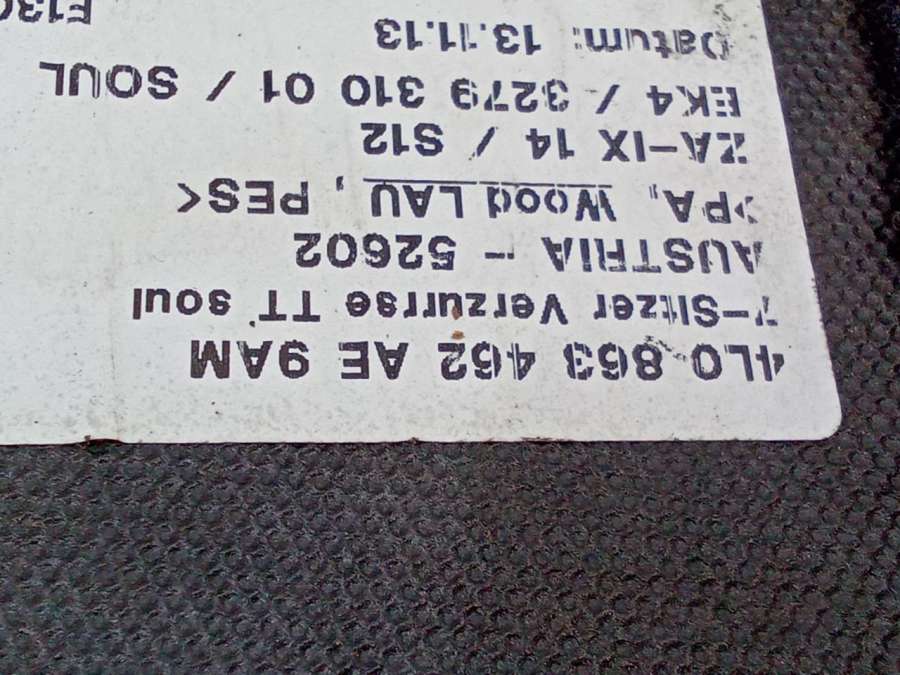 4L0 863 462 AE 9AM
7-Sitzer Verzurrse TT soul
AUSTRIA - 52602
>PA, Wood LAU, PES<
ZA-IX 14 / S12
EK4 / 3279 310 01 / SOUL
Datum: 13.11.13